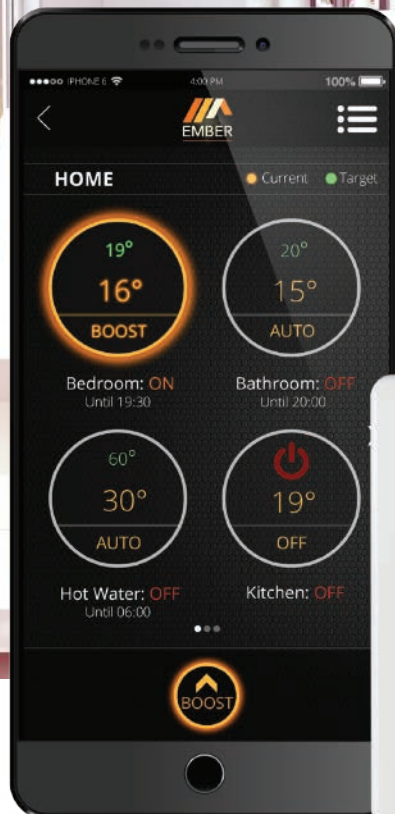 IPHONE 6 4:00 PM 100%
EMBER
HOME Current Target
19° 20°
16° 15°
BOOST AUTO
Bedroom: ON Bathroom: OFF
Until 19:30 Until 20:00
60°
30° 19°
AUTO OFF
Hot Water: OFF Kitchen: OFF
Until 06:00
BOOST